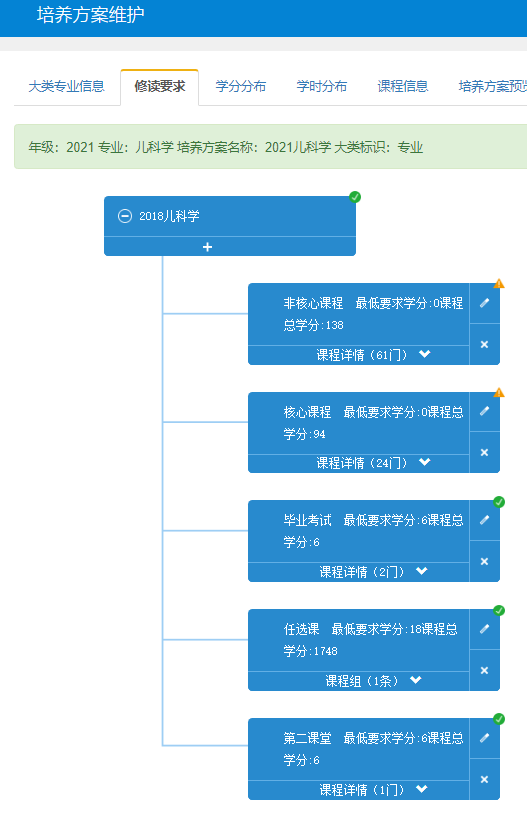 培养方案维护
大类专业信息 修读要求 学分分布 学时分布 课程信息 培养方案预览
年级：2021 专业：儿科学 培养方案名称：2021儿科学 大类标识：专业
2018儿科学
非核心课程 最低要求学分:0课程
总学分:138
课程详情（61门）
核心课程 最低要求学分:0课程总
学分:94
课程详情（24门）
毕业考试 最低要求学分:6课程总
学分:6
课程详情（2门）
任选课 最低要求学分:18课程总
学分:1748
课程组（1条）
第二课堂 最低要求学分:6课程总
学分:6
课程详情（1门）